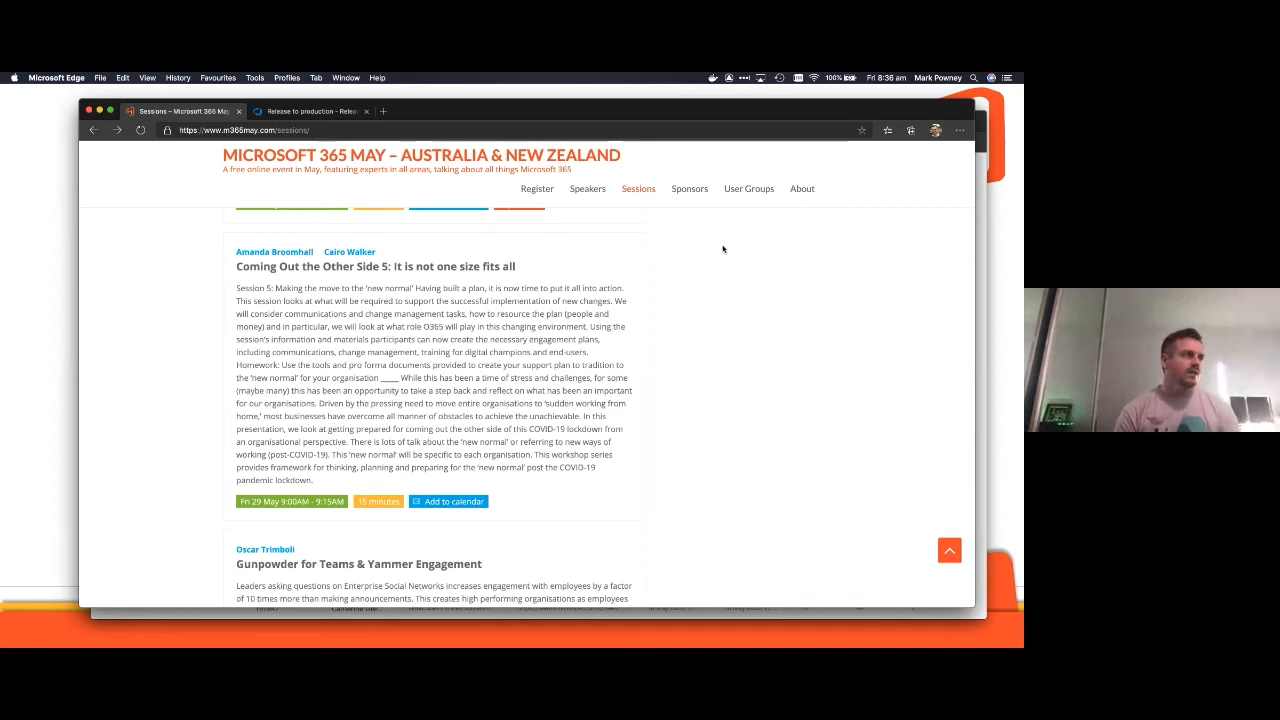 Microsoft Edge File Edit View History Favourites Tools Profiles Tab Window Help 100% Fri 8:36 am Mark Powney
Sessions – Microsoft 365 May
Release to production - Relea
https://www.m365may.com/sessions/
MICROSOFT 365 MAY – AUSTRALIA & NEW ZEALAND
A free online event in May, featuring experts in all areas, talking about all things Microsoft 365
Register Speakers Sessions Sponsors User Groups About
Amanda Broomhall Cairo Walker
Coming Out the Other Side 5: It is not one size fits all
Session 5: Making the move to the 'new normal' Having built a plan, it is now time to put it all into action.
This session looks at what will be required to support the successful implementation of new changes. We
will consider communications and change management tasks, how to resource the plan (people and
money) and in particular, we will look at what role O365 will play in this changing environment. Using the
session's information and materials participants can now create the necessary engagement plans,
including communications, change management, training for digital champions and end-users.
Homework: Use the tools and pro forma documents provided to create your support plan to tradition to
the 'new normal' for your organisation _____ While this has been a time of stress and challenges, for some
(maybe many) this has been an opportunity to take a step back and reflect on what has been an important
for our organisations. Driven by the pressing need to move entire organisations to 'sudden working from
home,' most businesses have overcome all manner of obstacles to achieve the unachievable. In this
presentation, we look at getting prepared for coming out the other side of this COVID-19 lockdown from
an organisational perspective. There is lots of talk about the 'new normal' or referring to new ways of
working (post-COVID-19). This 'new normal' will be specific to each organisation. This workshop series
provides framework for thinking, planning and preparing for the 'new normal' post the COVID-19
pandemic lockdown.
Fri 29 May 9:00AM - 9:15AM 15 minutes Add to calendar
Oscar Trimboli
Gunpowder for Teams & Yammer Engagement
Leaders asking questions on Enterprise Social Networks increases engagement with employees by a factor
of 10 times more than making announcements. This creates high performing organisations as employees